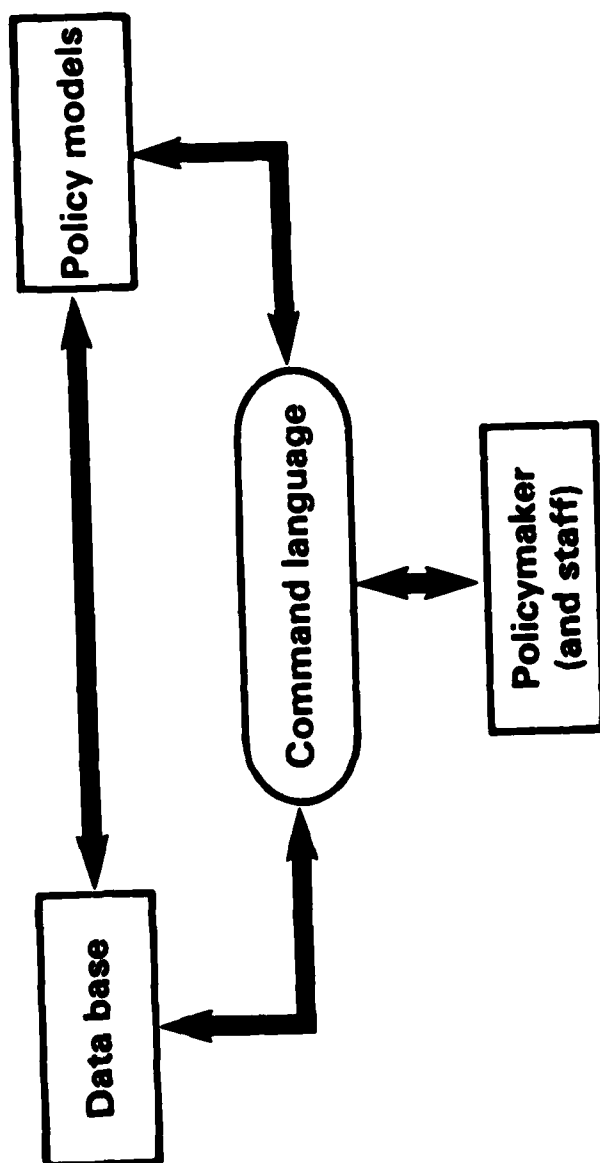 Data base
Policy models
Command language
Policymaker
(and staff)